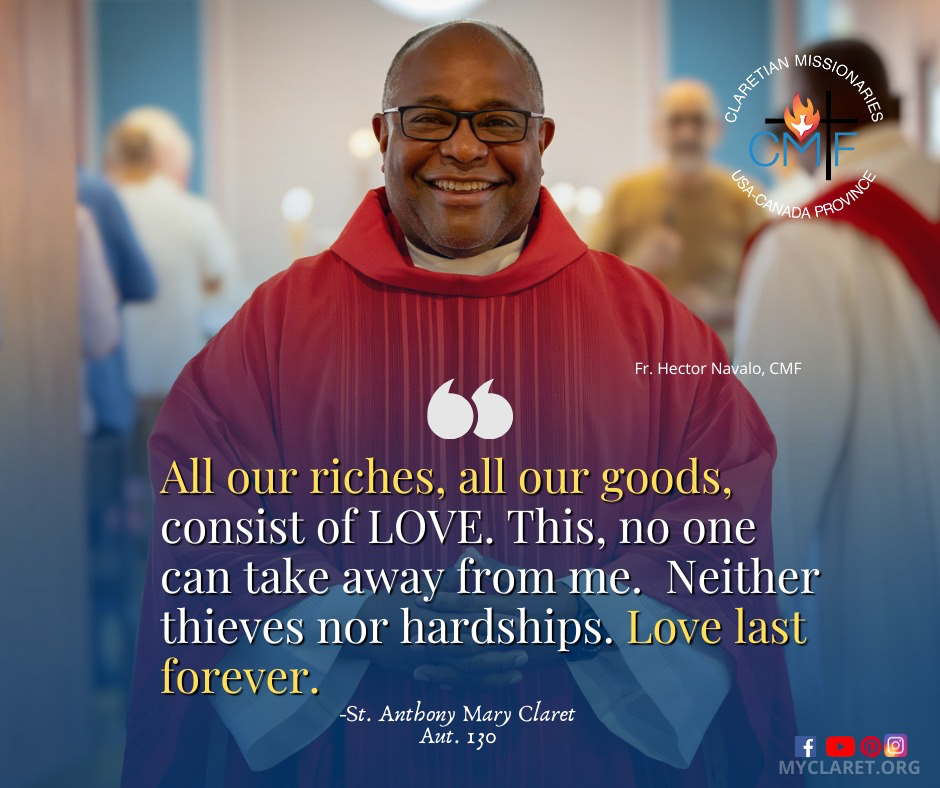 CLARETIAN MISSIONARIES
CMF
USA-CANADA PROVINCE
Fr. Hector Navalo, CMF
All our riches, all our goods,
consist of LOVE. This, no one
can take away from me.  Neither
thieves nor hardships. Love last
forever.
-St. Anthony Mary Claret
Aut. 130
MYCLARET.ORG